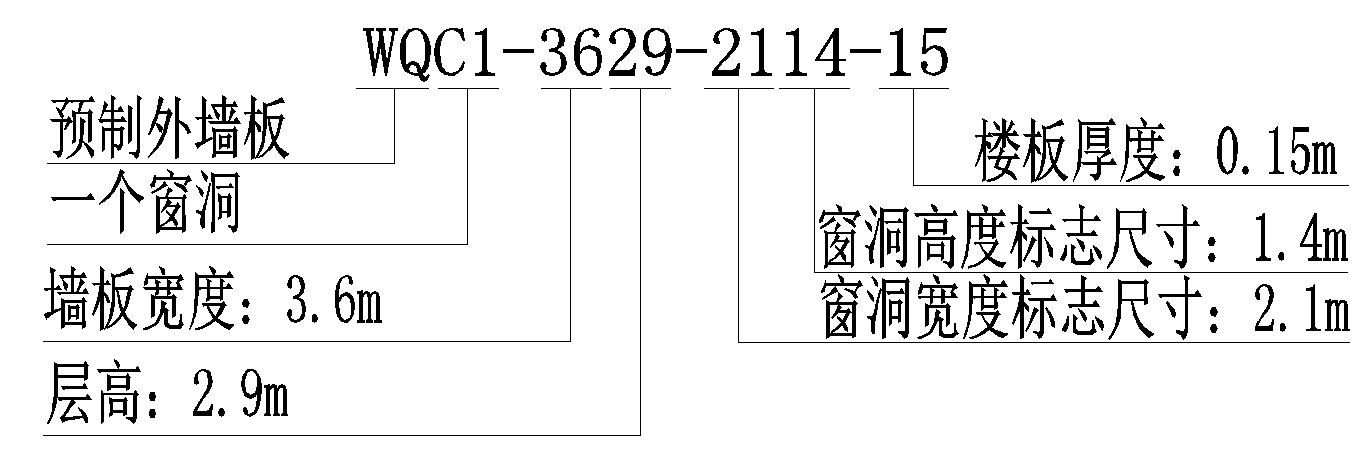 WQC1-3629-2114-15
预制外墙板
一个窗洞
墙板宽度：3.6m
层高：2.9m
楼板厚度：0.15m
窗洞高度标志尺寸：1.4m
窗洞宽度标志尺寸：2.1m